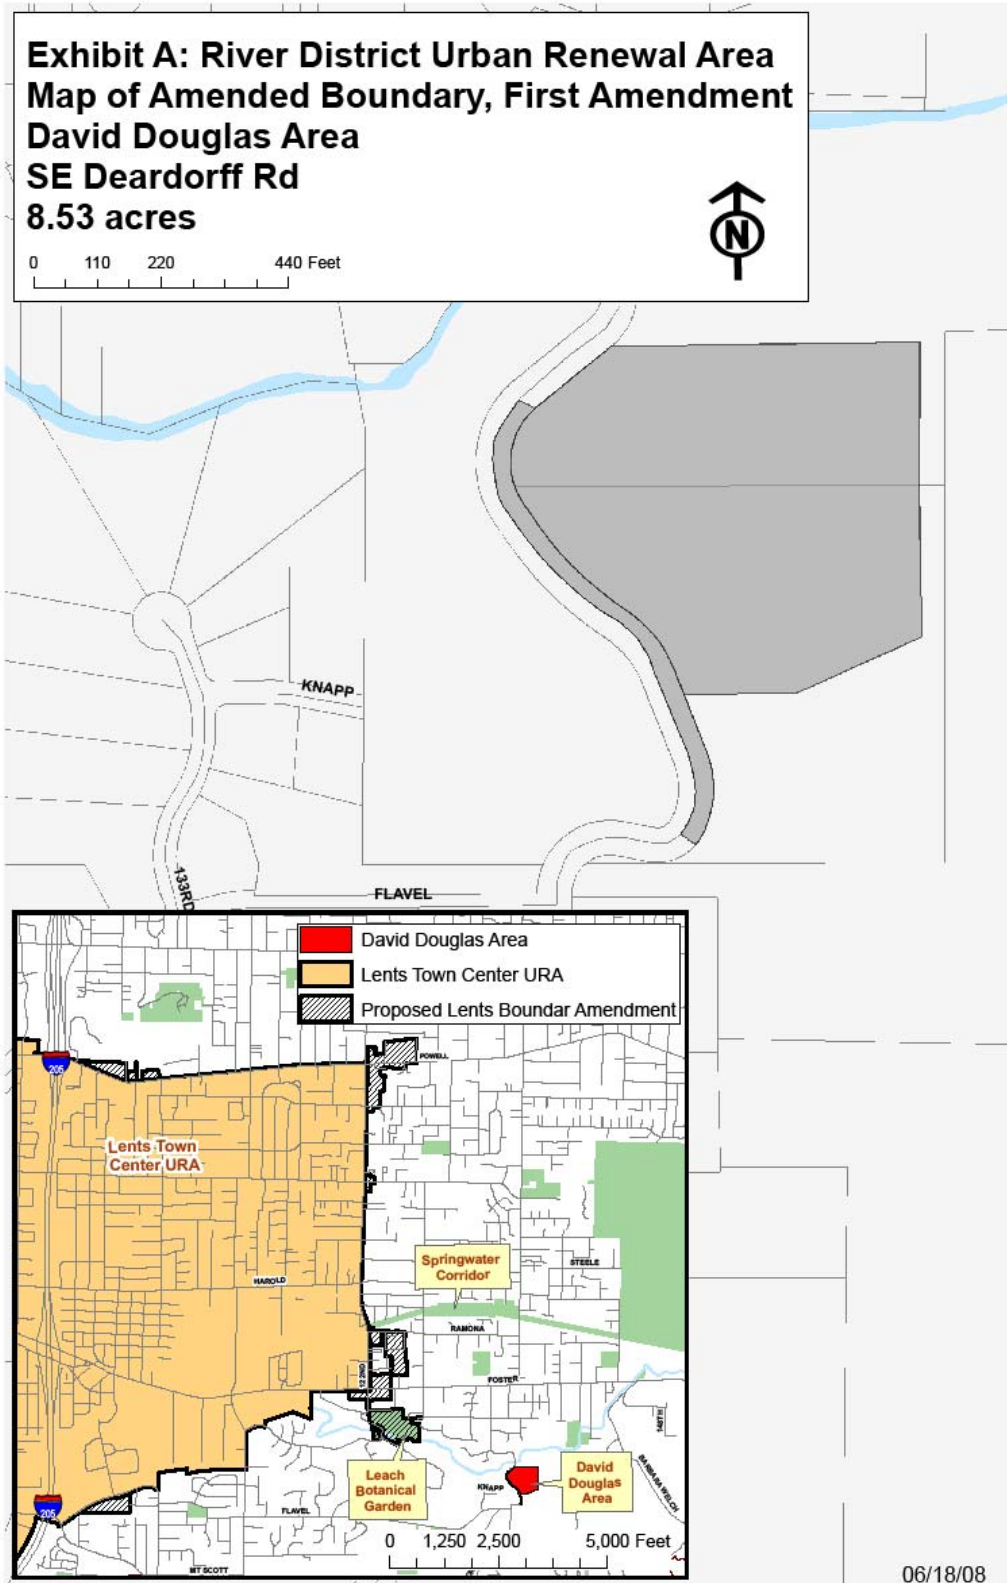 Exhibit A: River District Urban Renewal Area
Map of Amended Boundary, First Amendment
David Douglas Area
SE Deardorff Rd
8.53 acres
N
0 110 220 440 Feet
KNAPP
133RD
FLAVEL
David Douglas Area
Lents Town Center URA
Proposed Lents Boundar Amendment
205
POWELL
Lents Town
Center URA
Springwater
Corridor
STEELE
HAROLD
RAMONA
122ND
FOSTER
148TH
BARBARA WELCH
Leach
Botanical
Garden
KNAPP
David
Douglas
Area
205
FLAVEL
0 1,250 2,500 5,000 Feet
MT SCOTT
06/18/08